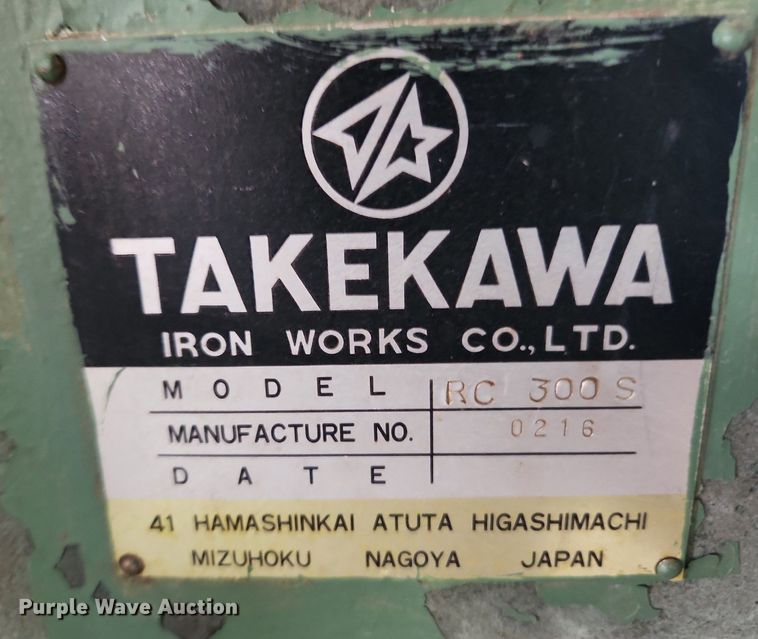 TAKEKAWA
IRON WORKS CO., LTD.
MODEL RC 300 S
MANUFACTURE NO. 0216
DATE
41 HAMASHINKAI ATUTA HIGASHIMACHI
MIZUHOKU NAGOYA JAPAN
Purple Wave Auction